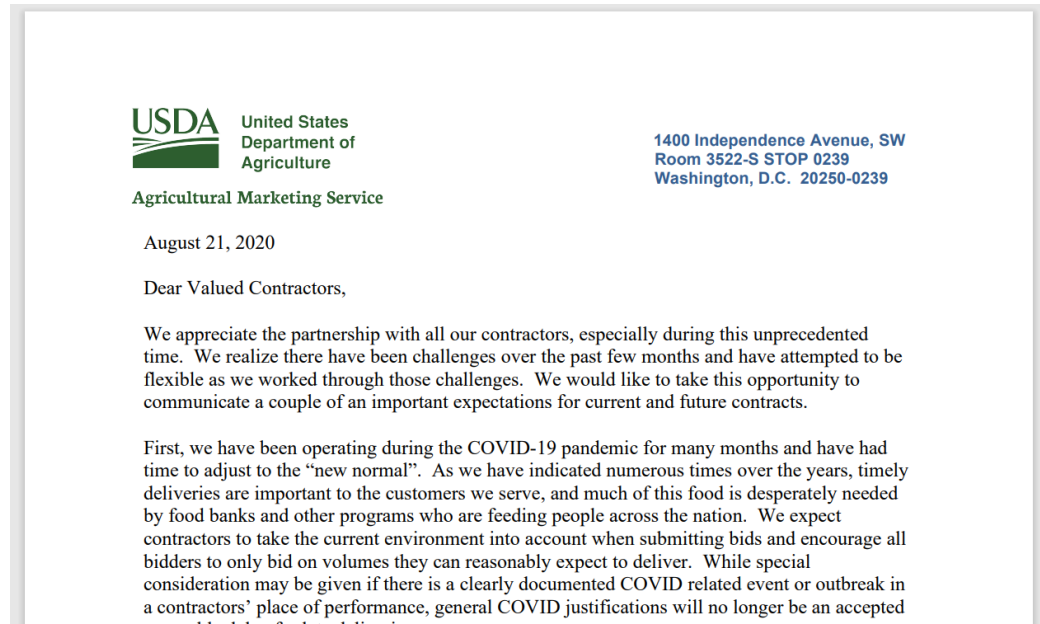 USDA
United States
Department of
Agriculture
Agricultural Marketing Service
1400 Independence Avenue, SW
Room 3522-S STOP 0239
Washington, D.C. 20250-0239
August 21, 2020
Dear Valued Contractors,
We appreciate the partnership with all our contractors, especially during this unprecedented
time. We realize there have been challenges over the past few months and have attempted to be
flexible as we worked through those challenges. We would like to take this opportunity to
communicate a couple of an important expectations for current and future contracts.
First, we have been operating during the COVID-19 pandemic for many months and have had
time to adjust to the “new normal”. As we have indicated numerous times over the years, timely
deliveries are important to the customers we serve, and much of this food is desperately needed
by food banks and other programs who are feeding people across the nation. We expect
contractors to take the current environment into account when submitting bids and encourage all
bidders to only bid on volumes they can reasonably expect to deliver. While special
consideration may be given if there is a clearly documented COVID related event or outbreak in
a contractors’ place of performance, general COVID justifications will no longer be an accepted